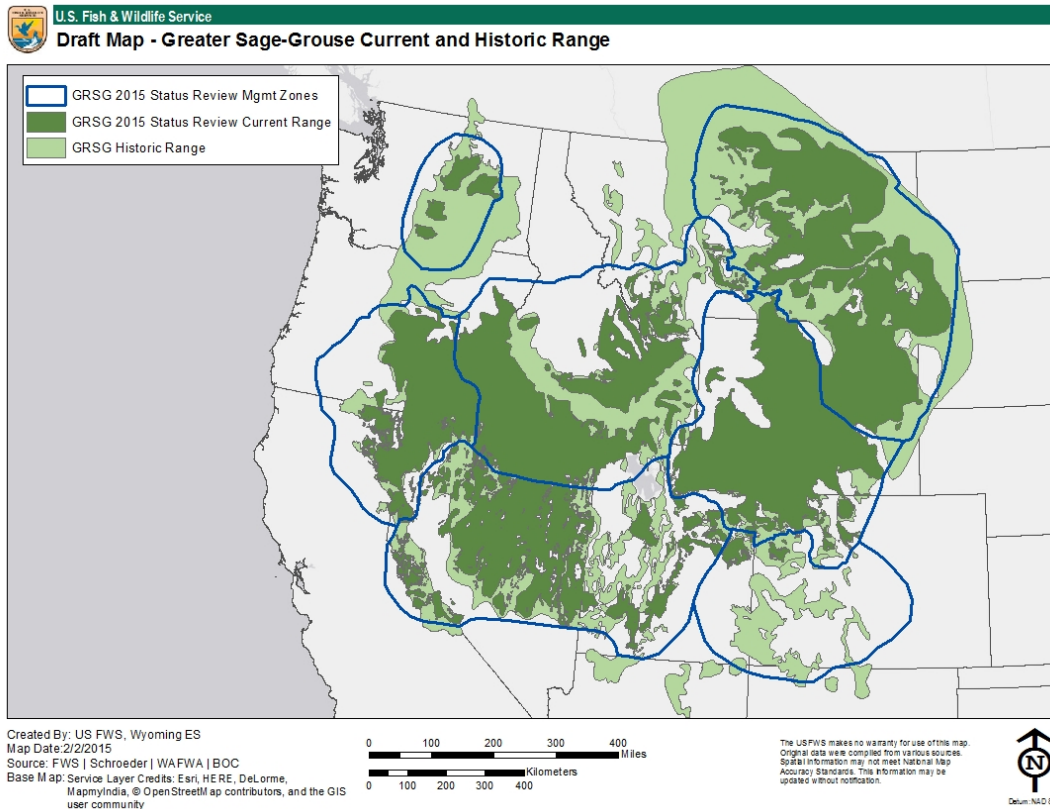 U.S. Fish & Wildlife Service
Draft Map - Greater Sage-Grouse Current and Historic Range
GRSG 2015 Status Review Mgmt Zones
GRSG 2015 Status Review Current Range
GRSG Historic Range
Created By: US FWS, Wyoming ES
Map Date:2/2/2015
Source: FWS | Schroeder | WAFWA | BOC
Base Map: Service Layer Credits: Esri, HERE, DeLorme,
MapmyIndia, © OpenStreetMap contributors, and the GIS
user community
0 100 200 300 400
Miles
Kilometers
0 100 200 300 400
The USFWS makes no warranty for use of this map.
Original data were compiled from various sources.
Spatial information may not meet National Map
Accuracy Standards. This information may be
updated without notification.
N
Datum: NAD